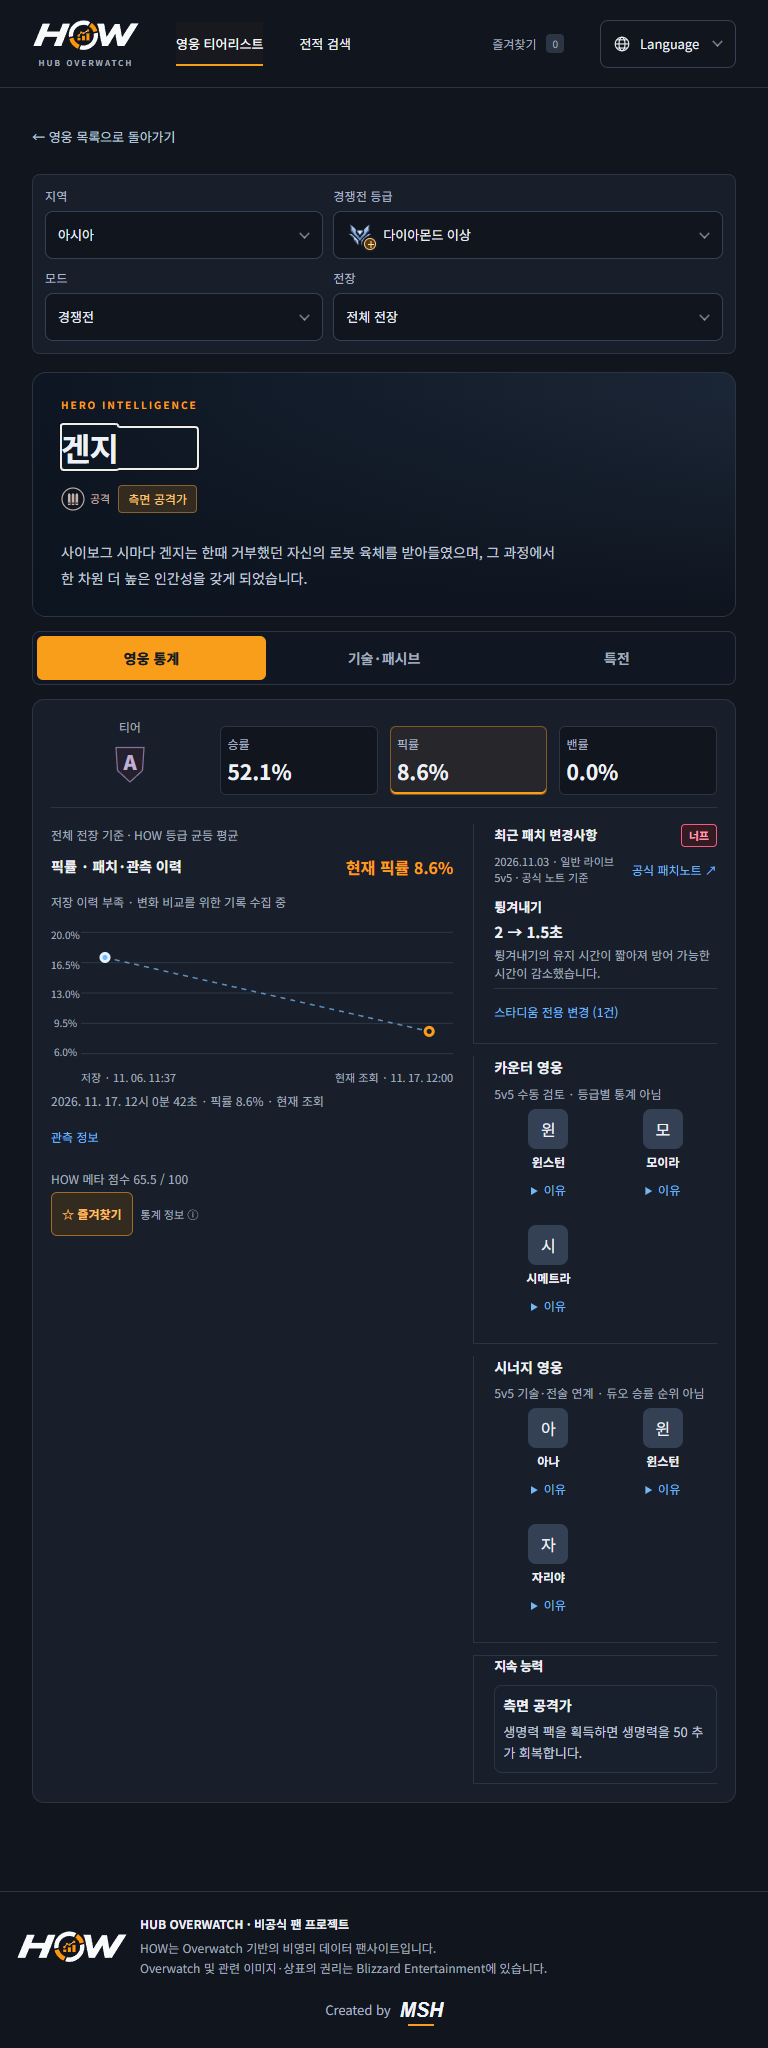 HOW
HUB OVERWATCH
영웅 티어리스트
전적 검색
즐겨찾기 0
Language
← 영웅 목록으로 돌아가기
지역
아시아
경쟁전 등급
다이아몬드 이상
모드
경쟁전
전장
전체 전장
HERO INTELLIGENCE
겐지
공격
측면 공격가
사이보그 시마다 겐지는 한때 거부했던 자신의 로봇 육체를 받아들였으며, 그 과정에서
한 차원 더 높은 인간성을 갖게 되었습니다.
영웅 통계
기술·패시브
특전
티어
A
승률
52.1%
픽률
8.6%
밴률
0.0%
전체 전장 기준 · HOW 등급 균등 평균
픽률 · 패치·관측 이력
현재 픽률 8.6%
저장 이력 부족 · 변화 비교를 위한 기록 수집 중
20.0%
16.5%
13.0%
9.5%
6.0%
저장 · 11. 06. 11:37
현재 조회 · 11. 17. 12:00
2026. 11. 17. 12시 0분 42초 · 픽률 8.6% · 현재 조회
관측 정보
HOW 메타 점수 65.5 / 100
☆ 즐겨찾기
통계 정보 ⓘ
최근 패치 변경사항
너프
2026.11.03 · 일반 라이브
5v5 · 공식 노트 기준
공식 패치노트 ↗
튕겨내기
2 → 1.5초
튕겨내기의 유지 시간이 짧아져 방어 가능한
시간이 감소했습니다.
스타디움 전용 변경 (1건)
카운터 영웅
5v5 수동 검토 · 등급별 통계 아님
윈
윈스턴
▶ 이유
모
모이라
▶ 이유
시
시메트라
▶ 이유
시너지 영웅
5v5 기술·전술 연계 · 듀오 승률 순위 아님
아
아나
▶ 이유
윈
윈스턴
▶ 이유
자
자리야
▶ 이유
지속 능력
측면 공격가
생명력 팩을 획득하면 생명력을 50 추
가 회복합니다.
HOW
HUB OVERWATCH · 비공식 팬 프로젝트
HOW는 Overwatch 기반의 비영리 데이터 팬사이트입니다.
Overwatch 및 관련 이미지·상표의 권리는 Blizzard Entertainment에 있습니다.
Created by MSH